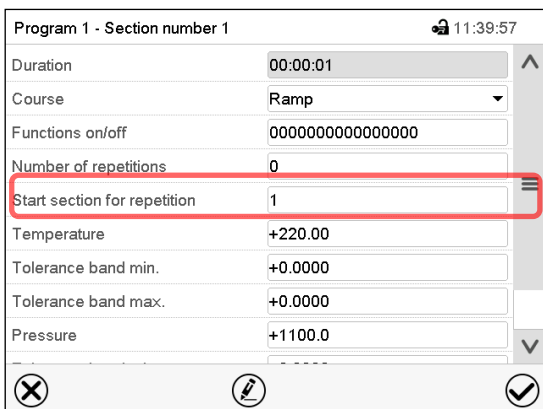 Program 1 - Section number 1 11:39:57
Duration 00:00:01
Course Ramp
Functions on/off 0000000000000000
Number of repetitions 0
Start section for repetition 1
Temperature +220.00
Tolerance band min. +0.0000
Tolerance band max. +0.0000
Pressure +1100.0